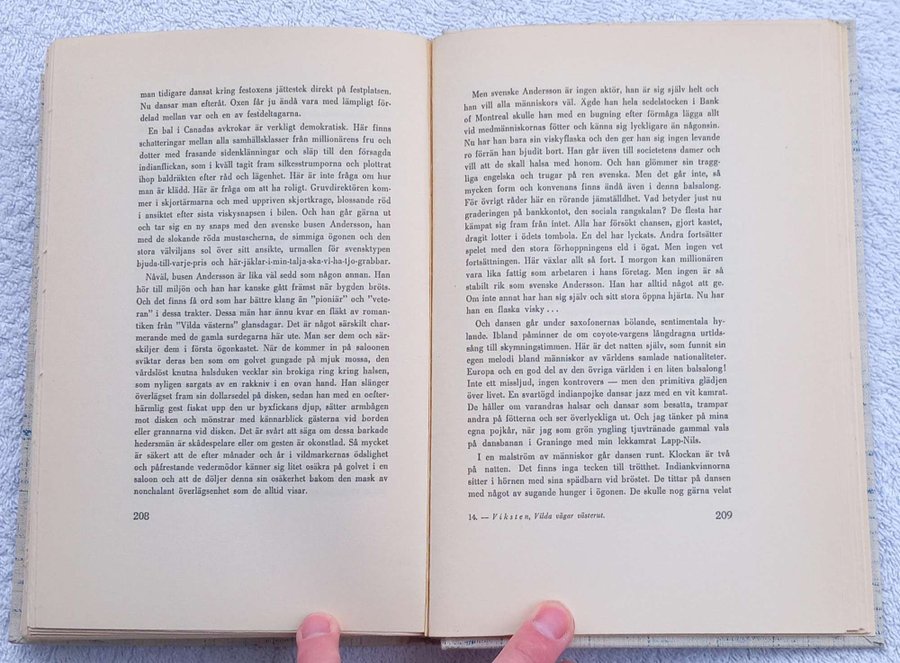 man tidigare dansat kring festoxens jättestek direkt på festplatsen.
Nu dansar man efteråt. Oxen får ju ändå vara med lämpligt för-
delad mellan var och en av festdeltagarna.
En bal i Canadas avkrokar är verkligt demokratisk. Här finns
schatteringar mellan alla samhällsklasser från millionärens fru och
dotter med frasande sidenklänningar och släp till den försagda
indianflickan, som i kväll tagit fram silkesstrumporna och plottrat
ihop baldräkten efter råd och lägenhet. Här är inte fråga om hur
man är klädd. Här är fråga om att ha roligt. Gruvdirektören kom-
mer i skjortärmarna och med uppriven skjortkrage, blossande röd
i ansiktet efter sista viskysnapsen i bilen. Och han går gärna ut
och tar sig en ny snaps med den svenske busen Andersson, han
med de slokande röda mustascherna, de simmiga ögonen och den
stora välviljans sol över sitt ansikte, urmallen för svensktypen
bjuda-till-varje-pris och här-jäklar-i-min-talja-ska-vi-ha-tjo-grabbar.
Nåväl, busen Andersson är lika väl sedd som någon annan. Han
hör till miljön och han har kanske gått främst när bygden bröts.
Och det finns få ord som har bättre klang än "pioniär" och "vete-
ran" i dessa trakter. Dessa män har ännu kvar en fläkt av roman-
tiken från "Vilda västerns" glansdagar. Det är något särskilt char-
merande med de gamla surdegarna här ute. Man ser dem och sär-
skiljer dem i första ögonkastet. När de kommer in på saloonen
sviktar deras ben som om golvet gungade på mjuk mossa, den
vårdslöst knutna halsduken vecklar sin brokiga ring kring halsen,
som nyligen sargats av en rakkniv i en ovan hand. Han slänger
överlägset fram sin dollarsedel på disken, sedan han med en oefter-
härmlig gest fiskat upp den ur byxfickans djup, sätter armbågen
mot disken och mönstrar med kännarblick gästerna vid borden
eller grannarna vid disken. Det är svårt att säga om dessa barkade
hedersmän är skådespelare eller om gesten är okonstlad. Så mycket
är säkert att de efter månader och år i vildmarkernas ödslighet
och påfrestande vedermödor känner sig litet osäkra på golvet i en
saloon och att de döljer denna sin osäkerhet bakom den mask av
nonchalant överlägsenhet som de alltid visar.
208
Men svenske Andersson är ingen aktör, han är sig själv helt och
han vill alla människors väl. Ägde han hela sedelstocken i Bank
of Montreal skulle han med en bugning efter förmåga lägga allt
vid medmänniskornas fötter och känna sig lyckligare än någonsin.
Nu har han bara sin viskyflaska och den ger han sig ingen levande
ro förrän han bjudit bort. Han går även till societetens damer och
vill att de skall halsa med honom. Och han glömmer sin tragg-
liga engelska och trugar på ren svenska. Men det går inte, så
mycken form och konvenans finns ändå även i denna balsalong.
För övrigt råder här en rörande jämställdhet. Vad betyder just nu
graderingen på bankkontot, den sociala rangskalan? De flesta har
kämpat sig fram från intet. Alla har försökt chansen, gjort kastet,
dragit lotter i ödets tombola. En del har lyckats. Andra fortsätter
spelet med den stora förhoppningens eld i ögat. Men ingen vet
fortsättningen. Här växlar allt så fort. I morgon kan millionären
vara lika fattig som arbetaren i hans företag. Men ingen är så
stabilt rik som svenske Andersson. Han har alltid något att ge.
Om inte annat har han sig själv och sitt stora öppna hjärta. Nu har
han en flaska visky . . .
Och dansen går under saxofonernas bölande, sentimentala hy-
lande. Ibland påminner de om coyote-vargens långdragna urtids-
sång till skymningstimmen. Här är det natten själv, som funnit sin
egen melodi bland människor av världens samlade nationaliteter.
Europa och en god del av den övriga världen i en liten balsalong!
Inte ett missljud, ingen kontrovers — men den primitiva glädjen
över livet. En svartögd indianpojke dansar jazz med en vit kamrat.
De håller om varandras halsar och dansar som besatta, trampar
andra på fötterna och ser överlyckliga ut. Och jag tänker på mina
egna pojkår, när jag som grön yngling tjuvtränade gammal vals
på dansbanan i Graninge med min lekkamrat Lapp-Nils.
I en malström av människor går dansen runt. Klockan är två
på natten. Det finns inga tecken till trötthet. Indiankvinnorna
sitter i hörnen med sina spädbarn vid bröstet. De tittar på dansen
med något av sugande hunger i ögonen. De skulle nog gärna velat
14. — Viksten, Vilda vägar västerut.
209